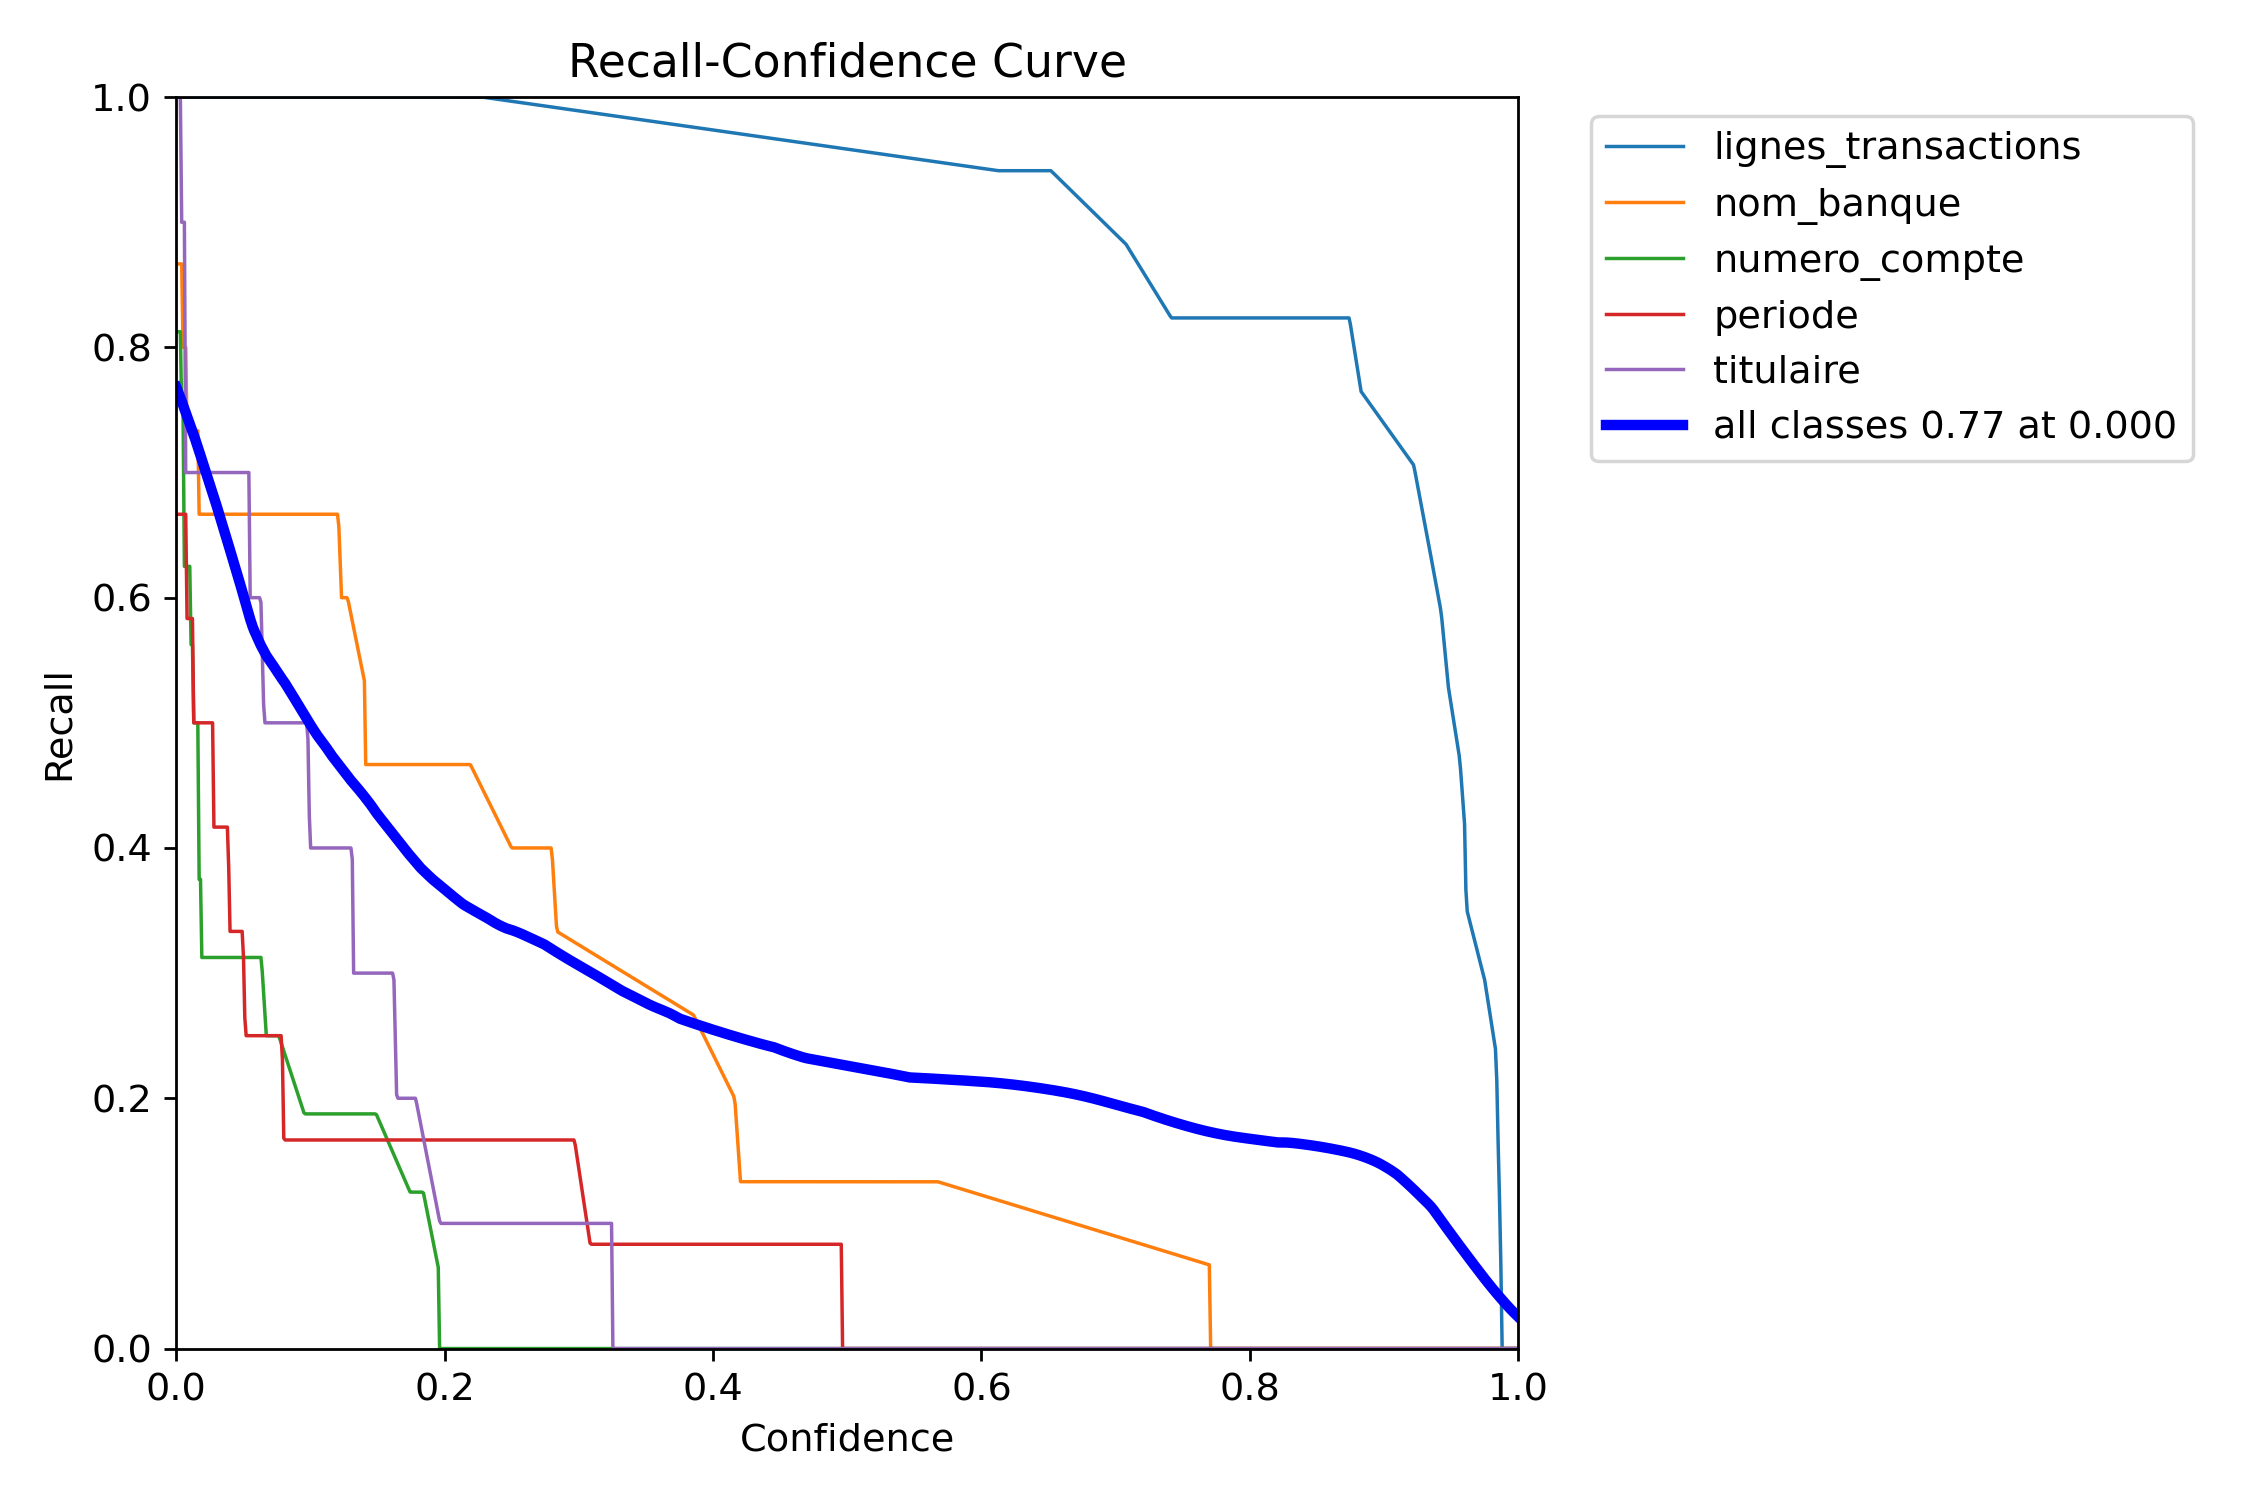 Recall-Confidence Curve
1.0
0.8
0.6
0.4
0.2
0.0
Recall
0.0 0.2 0.4 0.6 0.8 1.0
Confidence
lignes_transactions
nom_banque
numero_compte
periode
titulaire
all classes 0.77 at 0.000